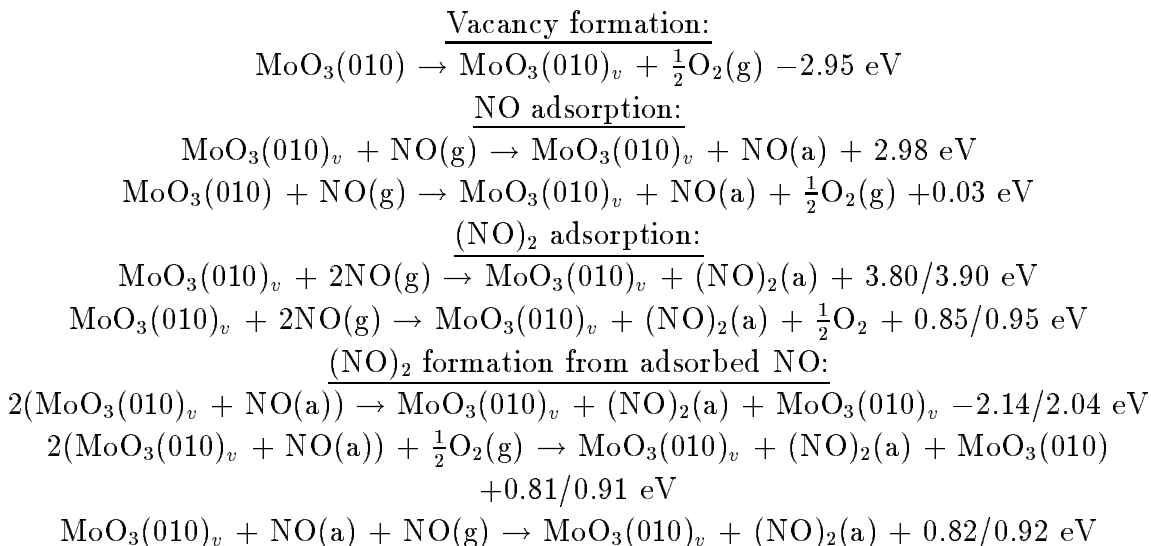 Vacancy formation:
MoO₃(010) → MoO₃(010)ᵥ + ½O₂(g) −2.95 eV
NO adsorption:
MoO₃(010)ᵥ + NO(g) → MoO₃(010)ᵥ + NO(a) + 2.98 eV
MoO₃(010) + NO(g) → MoO₃(010)ᵥ + NO(a) + ½O₂(g) +0.03 eV
(NO)₂ adsorption:
MoO₃(010)ᵥ + 2NO(g) → MoO₃(010)ᵥ + (NO)₂(a) + 3.80/3.90 eV
MoO₃(010)ᵥ + 2NO(g) → MoO₃(010)ᵥ + (NO)₂(a) + ½O₂ + 0.85/0.95 eV
(NO)₂ formation from adsorbed NO:
2(MoO₃(010)ᵥ + NO(a)) → MoO₃(010)ᵥ + (NO)₂(a) + MoO₃(010)ᵥ −2.14/2.04 eV
2(MoO₃(010)ᵥ + NO(a)) + ½O₂(g) → MoO₃(010)ᵥ + (NO)₂(a) + MoO₃(010)
+0.81/0.91 eV
MoO₃(010)ᵥ + NO(a) + NO(g) → MoO₃(010)ᵥ + (NO)₂(a) + 0.82/0.92 eV